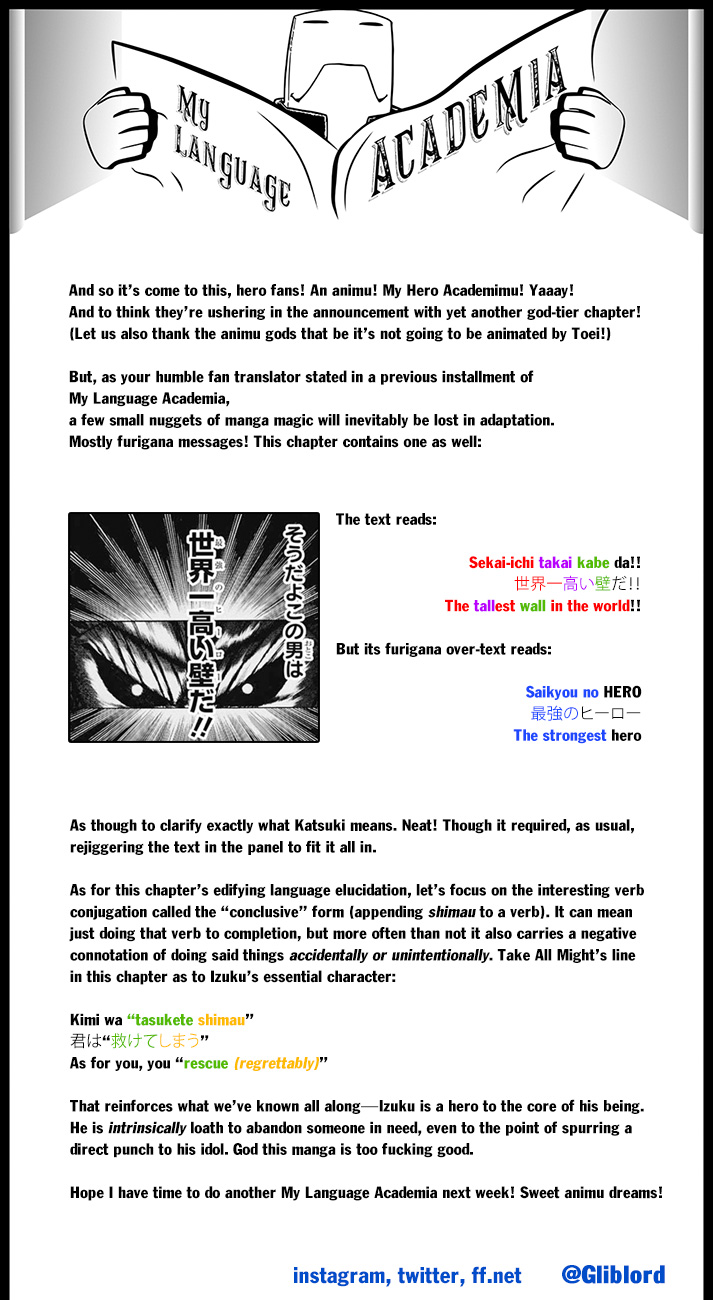 My Language
ACADEMIA
And so it's come to this, hero fans! An animu! My Hero Academimu! Yaaay!
And to think they're ushering in the announcement with yet another god-tier chapter!
(Let us also thank the animu gods that be it's not going to be animated by Toei!)
But, as your humble fan translator stated in a previous installment of
My Language Academia,
a few small nuggets of manga magic will inevitably be lost in adaptation.
Mostly furigana messages! This chapter contains one as well:
そうだよこの男は
おとこ
世界一高い壁だ!!
最強のヒーロー
The text reads:
Sekai-ichi takai kabe da!!
世界一高い壁だ!!
The tallest wall in the world!!
But its furigana over-text reads:
Saikyou no HERO
最強のヒーロー
The strongest hero
As though to clarify exactly what Katsuki means. Neat! Though it required, as usual,
rejiggering the text in the panel to fit it all in.
As for this chapter's edifying language elucidation, let's focus on the interesting verb
conjugation called the “conclusive” form (appending shimau to a verb). It can mean
just doing that verb to completion, but more often than not it also carries a negative
connotation of doing said things accidentally or unintentionally. Take All Might's line
in this chapter as to Izuku's essential character:
Kimi wa “tasukete shimau”
君は“救けてしまう”
As for you, you “rescue (regrettably)”
That reinforces what we've known all along—Izuku is a hero to the core of his being.
He is intrinsically loath to abandon someone in need, even to the point of spurring a
direct punch to his idol. God this manga is too fucking good.
Hope I have time to do another My Language Academia next week! Sweet animu dreams!
instagram, twitter, ff.net @Gliblord